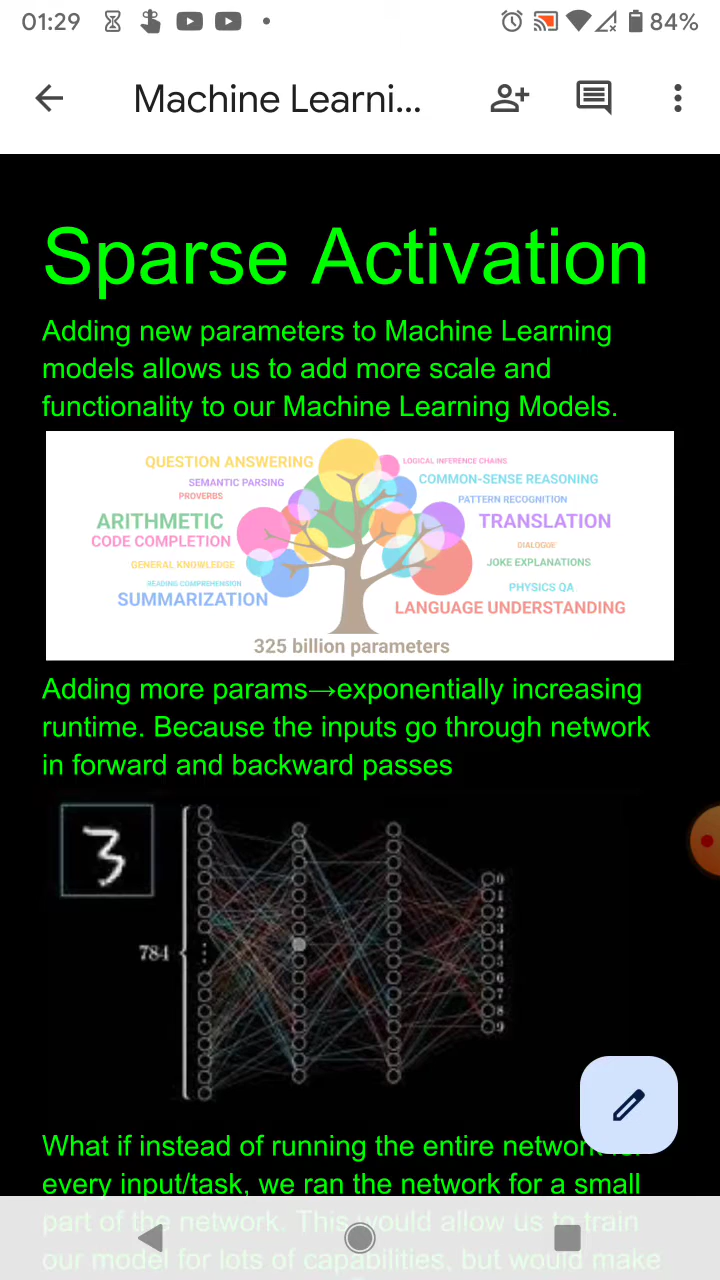 01:29
84%
Machine Learni...
Sparse Activation
Adding new parameters to Machine Learning
models allows us to add more scale and
functionality to our Machine Learning Models.
QUESTION ANSWERING
LOGICAL INFERENCE CHAINS
SEMANTIC PARSING
COMMON-SENSE REASONING
PROVERBS
PATTERN RECOGNITION
ARITHMETIC
TRANSLATION
CODE COMPLETION
DIALOGUE
GENERAL KNOWLEDGE
JOKE EXPLANATIONS
READING COMPREHENSION
PHYSICS QA
SUMMARIZATION
LANGUAGE UNDERSTANDING
325 billion parameters
Adding more params→exponentially increasing
runtime. Because the inputs go through network
in forward and backward passes
3
784
0
1
2
3
4
5
6
7
8
9
What if instead of running the entire network for
every input/task, we ran the network for a small
part of the network. This would allow us to train
our model for lots of capabilities, but would make